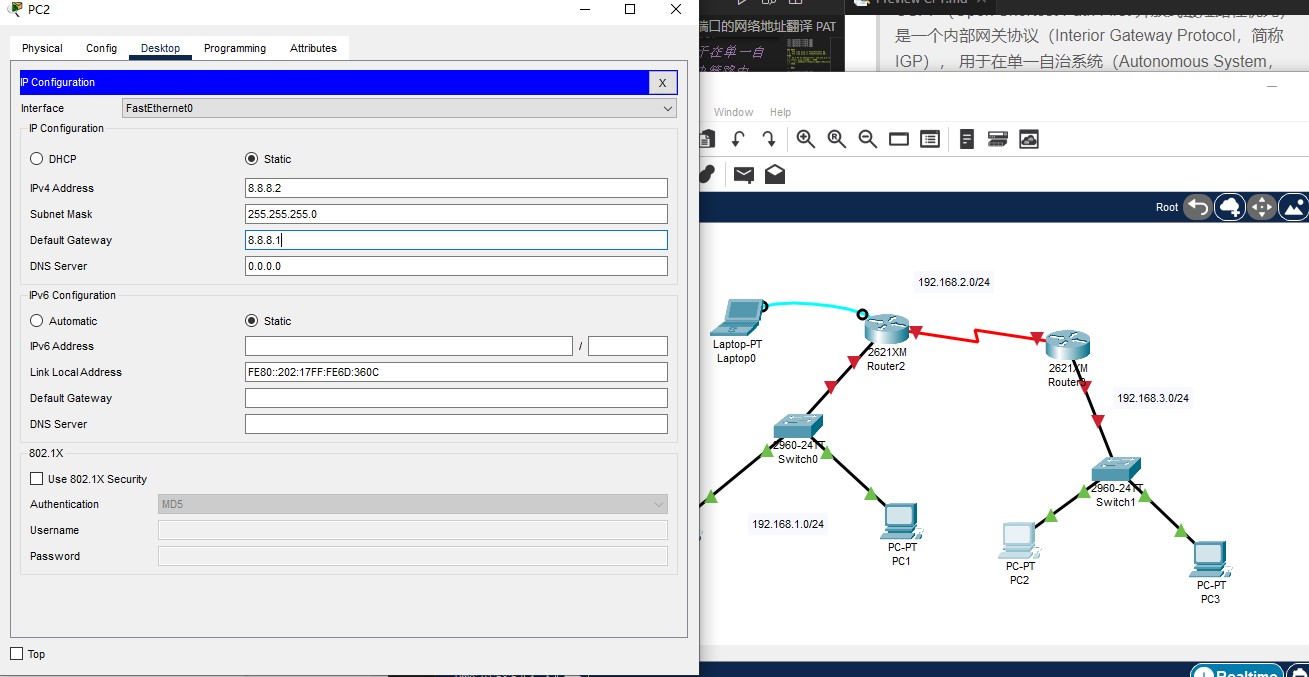 PC2
Physical
Config
Desktop
Programming
Attributes
IP Configuration
X
Interface
FastEthernet0
IP Configuration
DHCP
Static
IPv4 Address
8.8.8.2
Subnet Mask
255.255.255.0
Default Gateway
8.8.8.1
DNS Server
0.0.0.0
IPv6 Configuration
Automatic
Static
IPv6 Address
/
Link Local Address
FE80::202:17FF:FE6D:360C
Default Gateway
DNS Server
802.1X
Use 802.1X Security
Authentication
MD5
Username
Password
Top
端口的网络地址翻译 PAT
于在单一自
是一个内部网关协议（Interior Gateway Protocol，简称
IGP），用于在单一自治系统（Autonomous System，
Window
Help
Root
192.168.2.0/24
Laptop-PT
Laptop0
2621XM
Router2
2621XM
Router3
192.168.3.0/24
2960-24TT
Switch0
2960-24TT
Switch1
192.168.1.0/24
PC-PT
PC1
PC-PT
PC2
PC-PT
PC3
Realtime